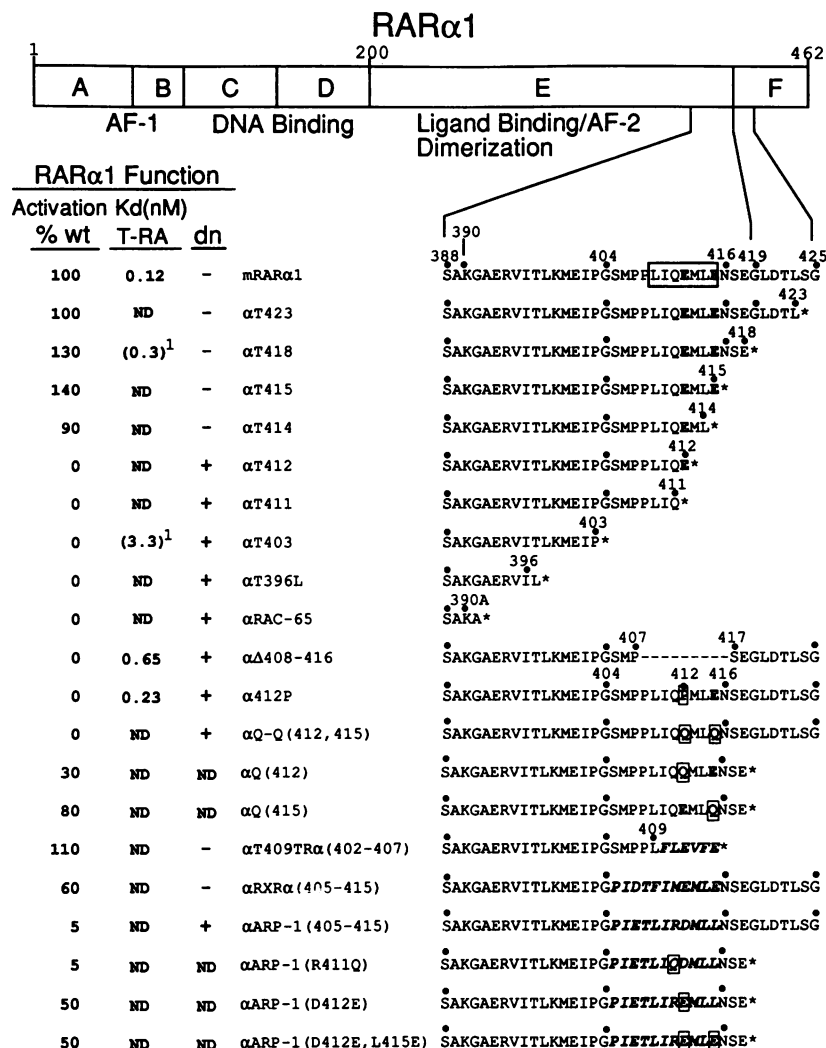 RARα1
1 200 462
A B C D E F
AF-1 DNA Binding Ligand Binding/AF-2
Dimerization
RARα1 Function
Activation Kd(nM)
% wt T-RA dn
390
388 404 416 419 425
100 0.12 - mRARα1 SAKGAERVITLKMEIPGSMPPLIQEMLENSEGLDTLSG
423
100 ND - αT423 SAKGAERVITLKMEIPGSMPPLIQEMLENSEGLDTL*
418
130 (0.3)1 - αT418 SAKGAERVITLKMEIPGSMPPLIQEMLENSE*
415
140 ND - αT415 SAKGAERVITLKMEIPGSMPPLIQEMLE*
414
90 ND - αT414 SAKGAERVITLKMEIPGSMPPLIQEML*
412
0 ND + αT412 SAKGAERVITLKMEIPGSMPPLIQE*
411
0 ND + αT411 SAKGAERVITLKMEIPGSMPPLIQ*
403
0 (3.3)1 + αT403 SAKGAERVITLKMEIP*
396
0 ND + αT396L SAKGAERVIL*
390A
0 ND + αRAC-65 SAKA*
407 417
0 0.65 + αΔ408-416 SAKGAERVITLKMEIPGSMP---------SEGLDTLSG
404 412 416
0 0.23 + α412P SAKGAERVITLKMEIPGSMPPLIQPMLENSEGLDTLSG
0 ND + αQ-Q(412,415) SAKGAERVITLKMEIPGSMPPLIQQMLQNSEGLDTLSG
30 ND ND αQ(412) SAKGAERVITLKMEIPGSMPPLIQQMLENSE*
80 ND ND αQ(415) SAKGAERVITLKMEIPGSMPPLIQEMLQNSE*
409
110 ND - αT409TRα(402-407) SAKGAERVITLKMEIPGSMPPLFLEVFE*
60 ND - αRXRα(405-415) SAKGAERVITLKMEIPGPIDTFIMEMLENSEGLDTLSG
5 ND + αARP-1(405-415) SAKGAERVITLKMEIPGPIETLIRDMLLNSEGLDTLSG
5 ND ND αARP-1(R411Q) SAKGAERVITLKMEIPGPIETLIQDMLLNSE*
50 ND ND αARP-1(D412E) SAKGAERVITLKMEIPGPIETLIREMLLNSE*
50 ND ND αARP-1(D412E,L415E) SAKGAERVITLKMEIPGPIETLIREMLENSE*